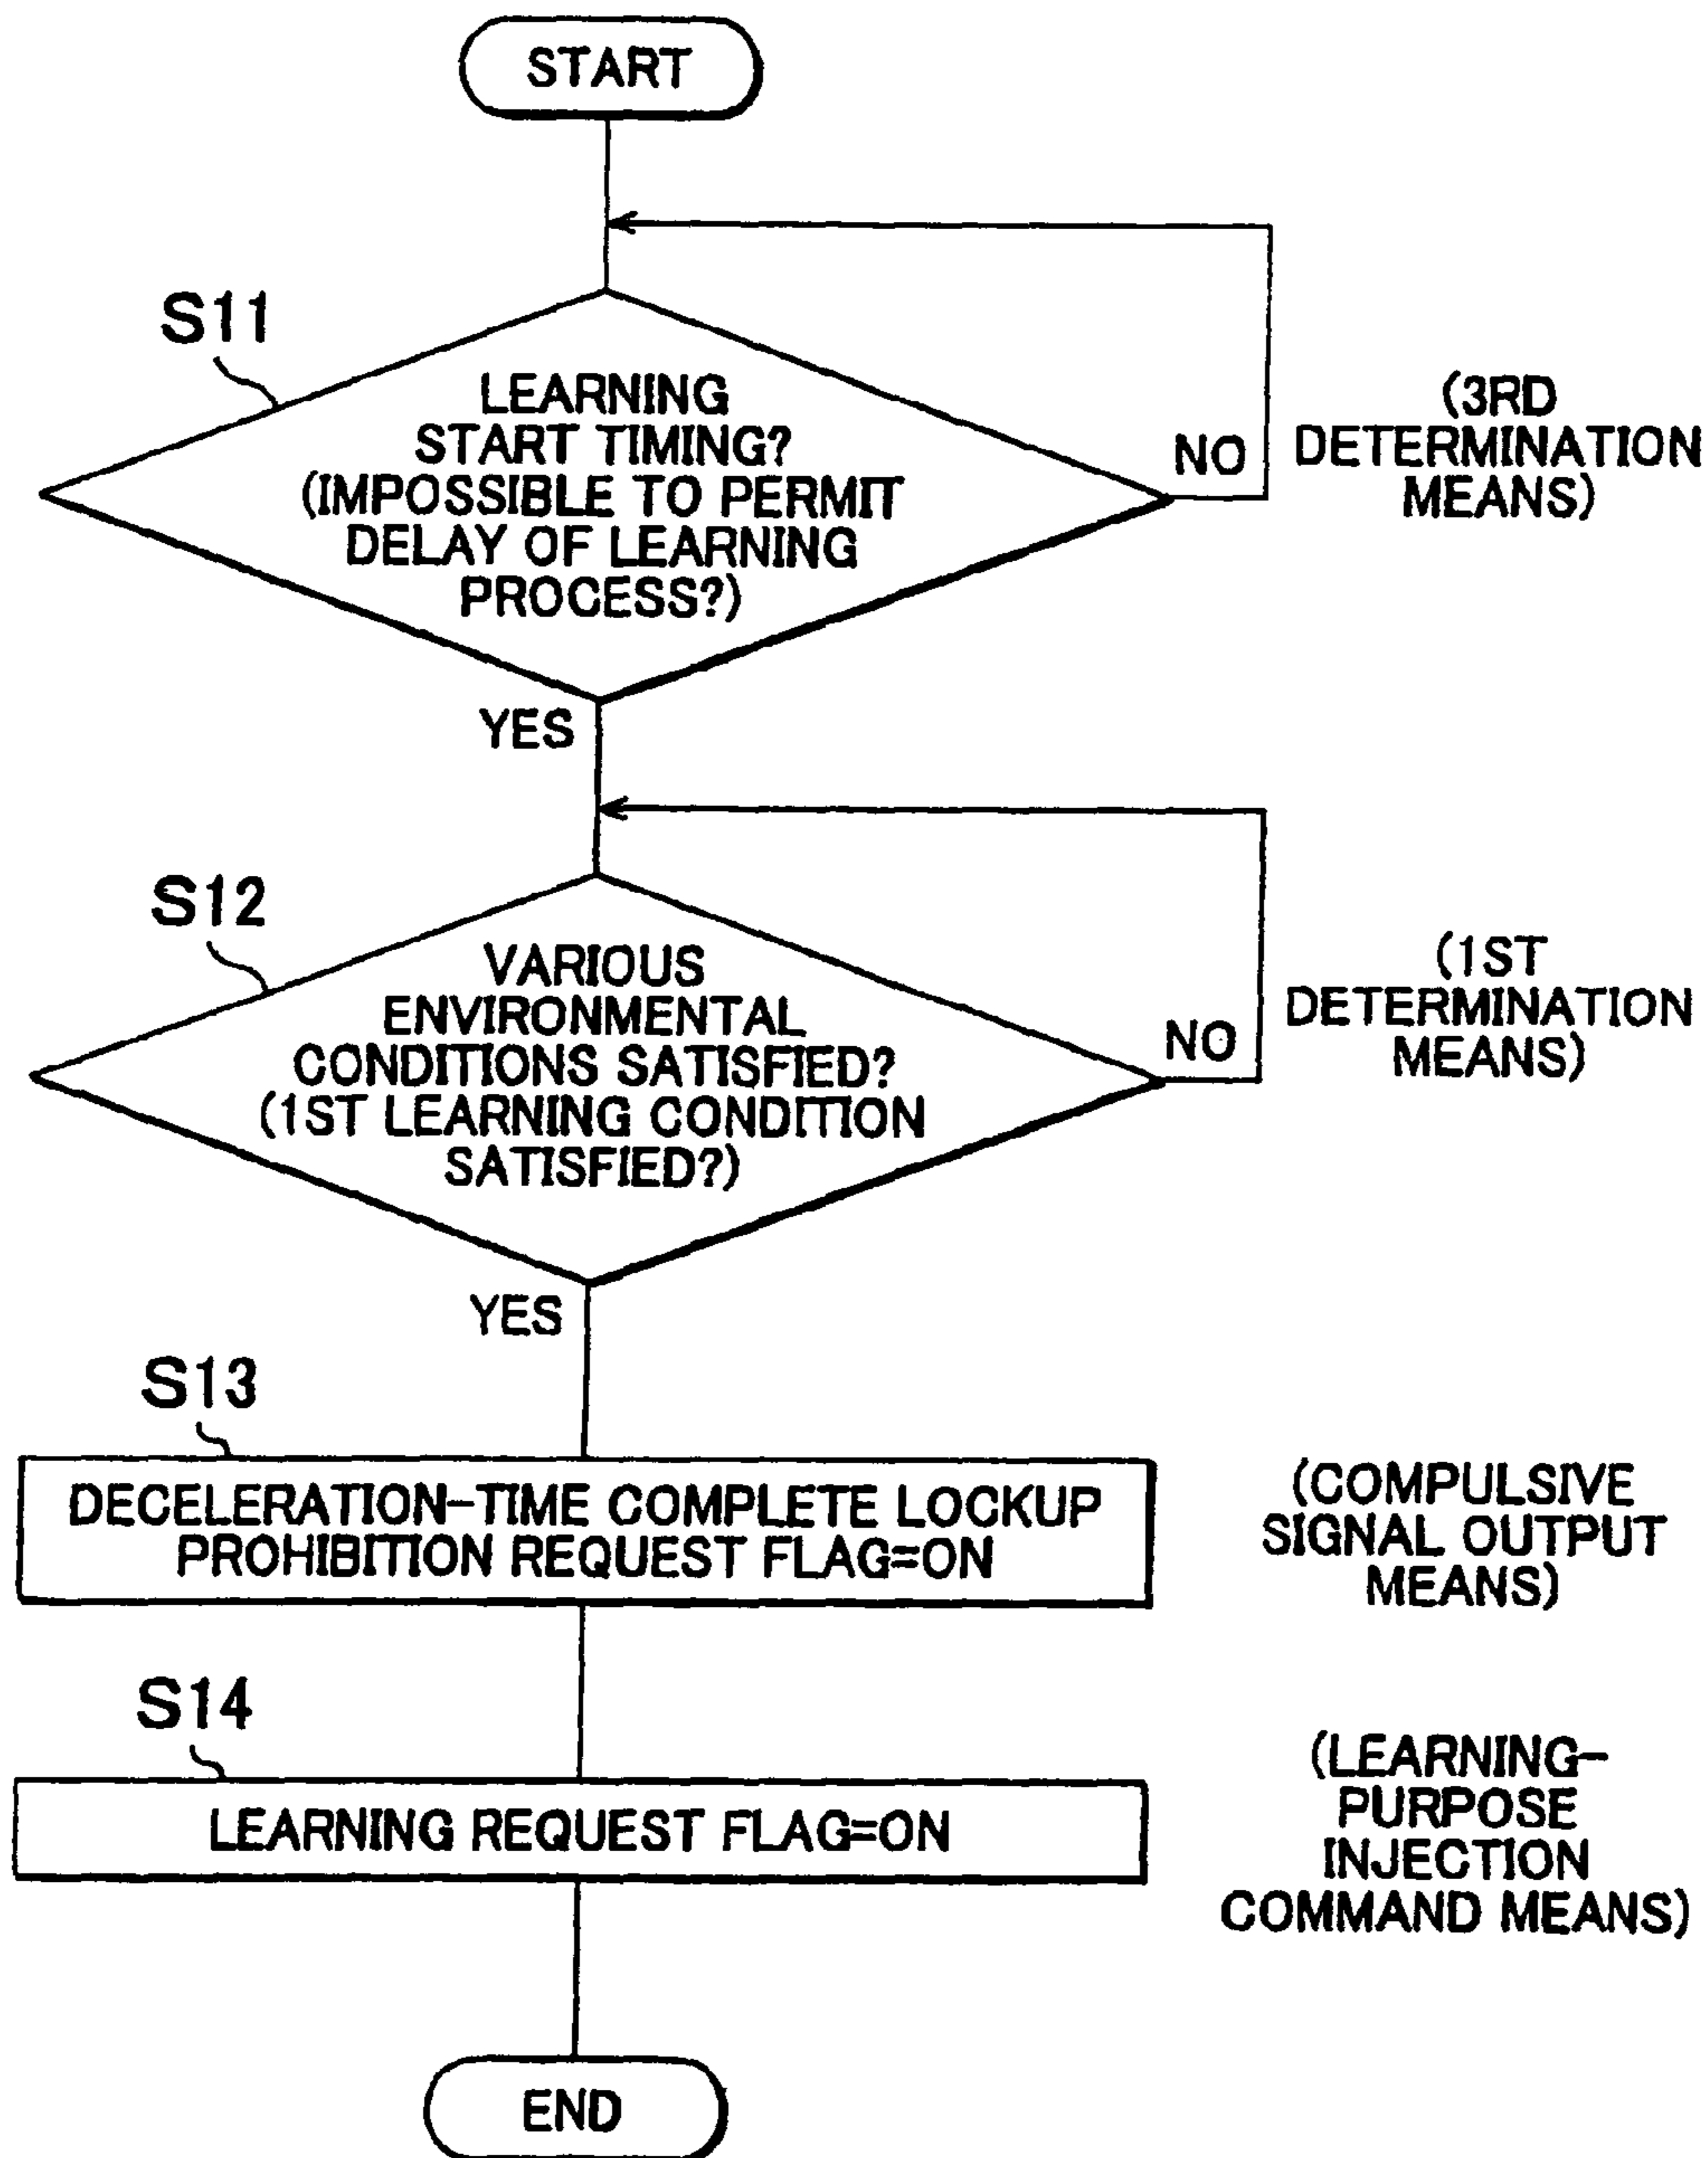 START
S11
LEARNING
START TIMING?
(IMPOSSIBLE TO PERMIT
DELAY OF LEARNING
PROCESS?)
NO
(3RD
DETERMINATION
MEANS)
YES
S12
VARIOUS
ENVIRONMENTAL
CONDITIONS SATISFIED?
(1ST LEARNING CONDITION
SATISFIED?)
NO
(1ST
DETERMINATION
MEANS)
YES
S13
DECELERATION-TIME COMPLETE LOCKUP
PROHIBITION REQUEST FLAG=ON
(COMPULSIVE
SIGNAL OUTPUT
MEANS)
S14
LEARNING REQUEST FLAG=ON
(LEARNING-
PURPOSE
INJECTION
COMMAND MEANS)
END